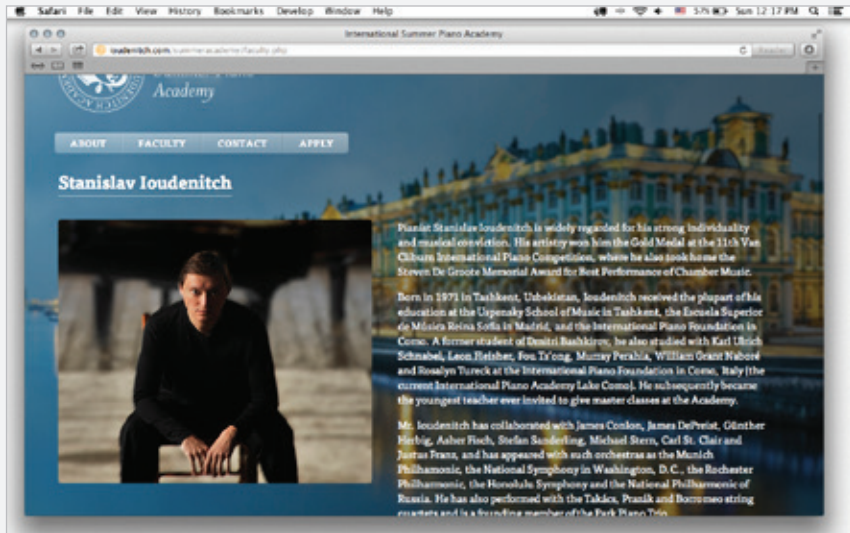 Safari File Edit View History Bookmarks Develop Window Help
57% Sun 12:17 PM
International Summer Piano Academy
ioudenitch.com/summeracademy/faculty.php
Reader
Academy
ABOUT FACULTY CONTACT APPLY
Stanislav Ioudenitch
Pianist Stanislav Ioudenitch is widely regarded for his strong individuality
and musical conviction. His artistry won him the Gold Medal at the 11th Van
Cliburn International Piano Competition, where he also took home the
Steven De Groote Memorial Award for Best Performance of Chamber Music.
Born in 1971 in Tashkent, Uzbekistan, Ioudenitch received the plupart of his
education at the Uspensky School of Music in Tashkent, the Escuela Superior
de Música Reina Sofia in Madrid, and the International Piano Foundation in
Como. A former student of Dmitri Bashkirov, he also studied with Karl Ulrich
Schnabel, Leon Fleisher, Fou Ts'ong, Murray Perahia, William Grant Naboré
and Rosalyn Tureck at the International Piano Foundation in Como, Italy (the
current International Piano Academy Lake Como). He subsequently became
the youngest teacher ever invited to give master classes at the Academy.
Mr. Ioudenitch has collaborated with James Conlon, James DePreist, Günther
Herbig, Asher Fisch, Stefan Sanderling, Michael Stern, Carl St. Clair and
Justus Franz, and has appeared with such orchestras as the Munich
Philharmonic, the National Symphony in Washington, D.C., the Rochester
Philharmonic, the Honolulu Symphony and the National Philharmonic of
Russia. He has also performed with the Takács, Prazák and Borromeo string
quartets and is a founding member of the Park Piano Trio.